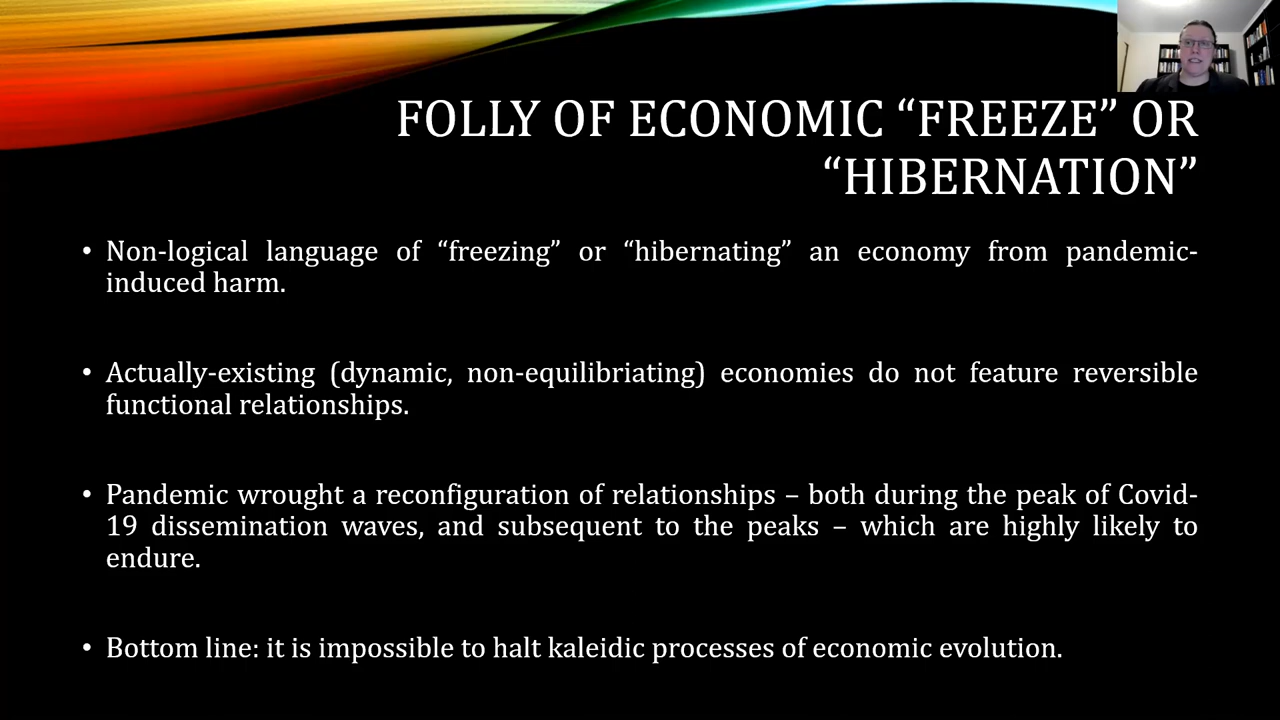 FOLLY OF ECONOMIC “FREEZE” OR
“HIBERNATION”
• Non-logical language of “freezing” or “hibernating” an economy from pandemic-
induced harm.
• Actually-existing (dynamic, non-equilibriating) economies do not feature reversible
functional relationships.
• Pandemic wrought a reconfiguration of relationships – both during the peak of Covid-
19 dissemination waves, and subsequent to the peaks – which are highly likely to
endure.
• Bottom line: it is impossible to halt kaleidic processes of economic evolution.